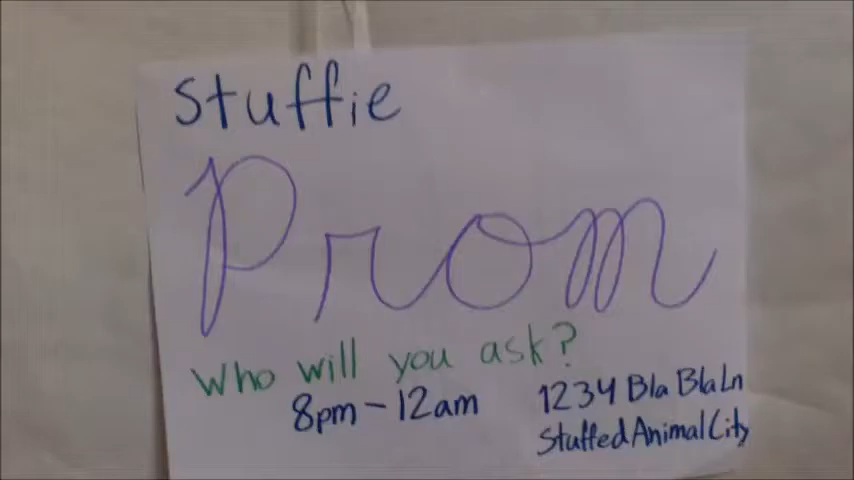 Stuffie
Prom
Who will you ask?
8pm - 12am
1234 Bla Bla Ln
Stuffed Animal City